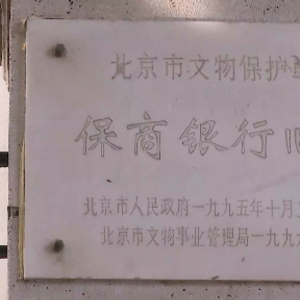 北京市文物保护
保商银行旧
北京市人民政府一九九五年十月二
北京市文物事业管理局一九九